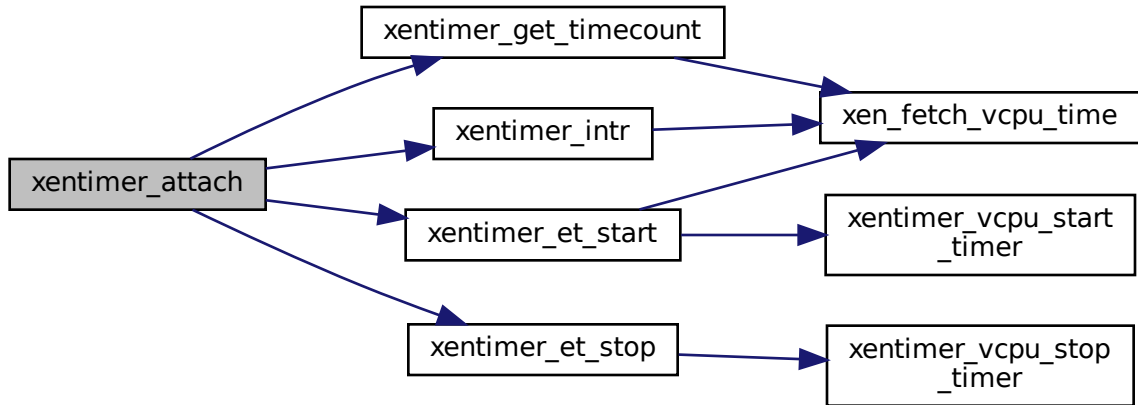 xentimer_get_timecount
xen_fetch_vcpu_time
xentimer_intr
xentimer_attach
xentimer_et_start
xentimer_vcpu_start
_timer
xentimer_et_stop
xentimer_vcpu_stop
_timer